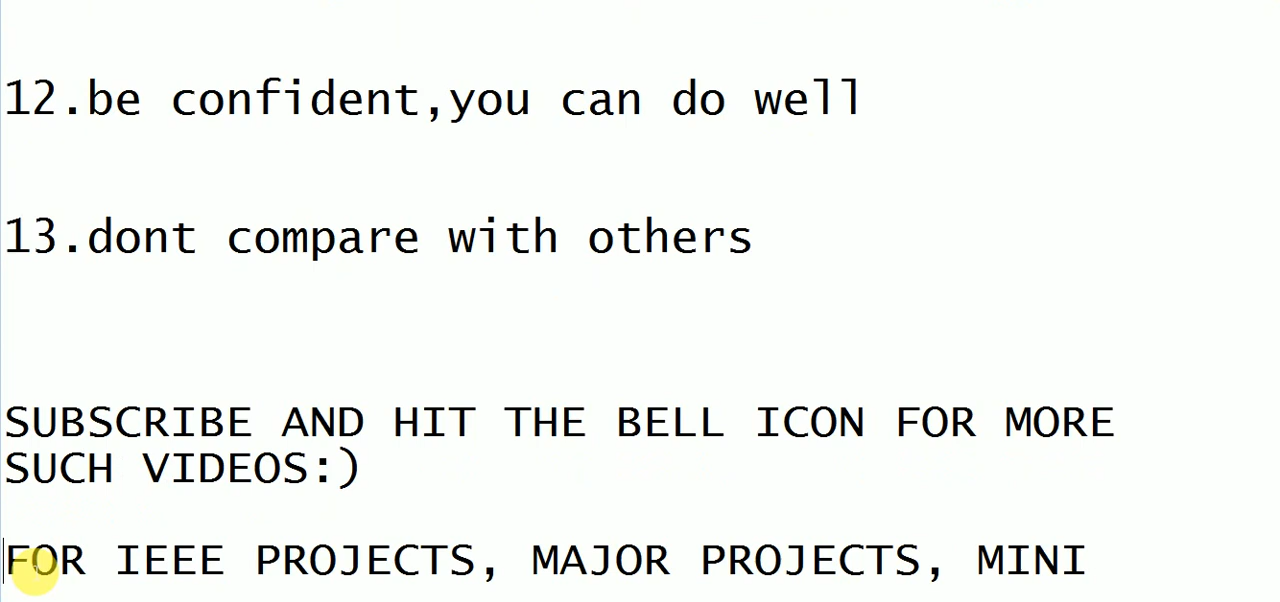 12.be confident,you can do well
13.dont compare with others
SUBSCRIBE AND HIT THE BELL ICON FOR MORE
SUCH VIDEOS:)
FOR IEEE PROJECTS, MAJOR PROJECTS, MINI